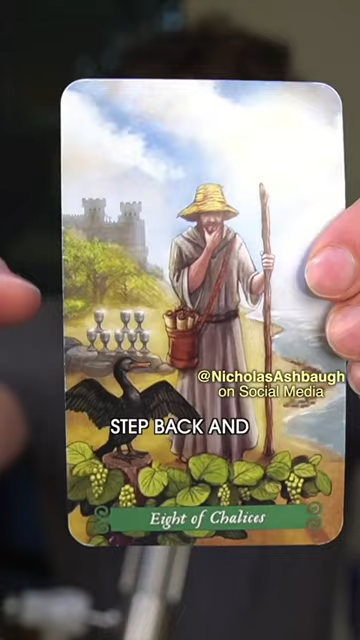 @NicholasAshbaugh
on Social Media
STEP BACK AND
Eight of Chalices